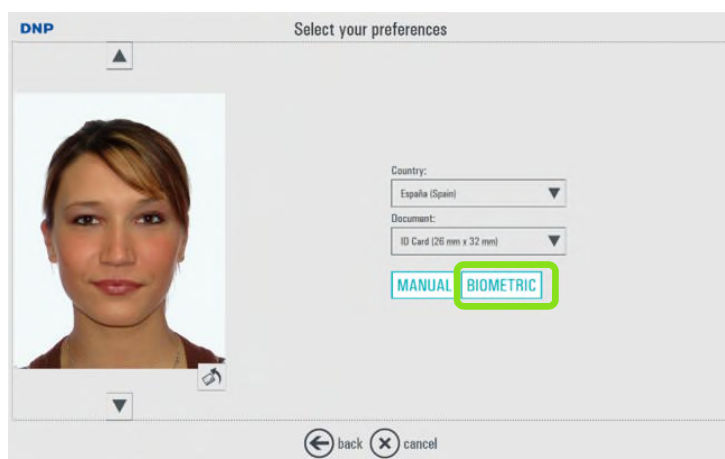 DNP
Select your preferences
Country:
España (Spain)
Document:
ID Card (26 mm x 32 mm)
MANUAL
BIOMETRIC
back
cancel